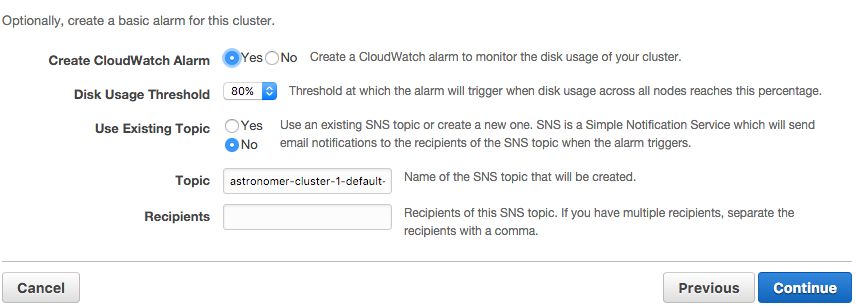 Optionally, create a basic alarm for this cluster.
Create CloudWatch Alarm Yes No Create a CloudWatch alarm to monitor the disk usage of your cluster.
Disk Usage Threshold 80% Threshold at which the alarm will trigger when disk usage across all nodes reaches this percentage.
Use Existing Topic Yes Use an existing SNS topic or create a new one. SNS is a Simple Notification Service which will send
No email notifications to the recipients of the SNS topic when the alarm triggers.
Topic astronomer-cluster-1-default- Name of the SNS topic that will be created.
Recipients Recipients of this SNS topic. If you have multiple recipients, separate the
recipients with a comma.
Cancel Previous Continue